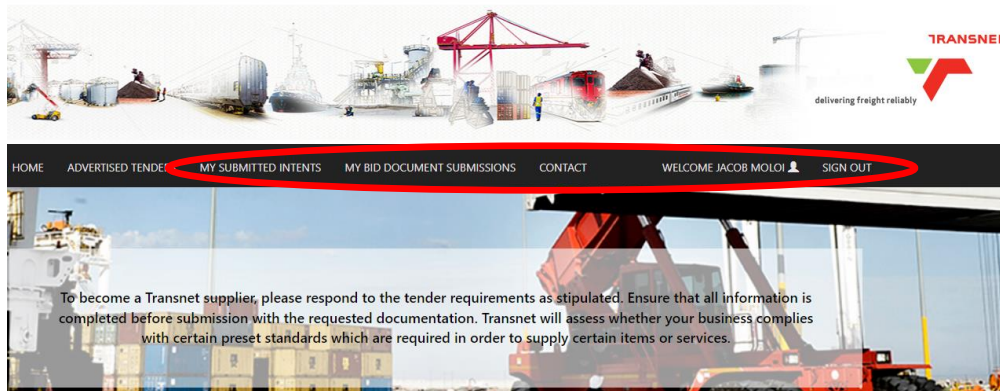 TRANSNET
delivering freight reliably
HOME ADVERTISED TENDER MY SUBMITTED INTENTS MY BID DOCUMENT SUBMISSIONS CONTACT WELCOME JACOB MOLOI SIGN OUT
To become a Transnet supplier, please respond to the tender requirements as stipulated. Ensure that all information is
completed before submission with the requested documentation. Transnet will assess whether your business complies
with certain preset standards which are required in order to supply certain items or services.